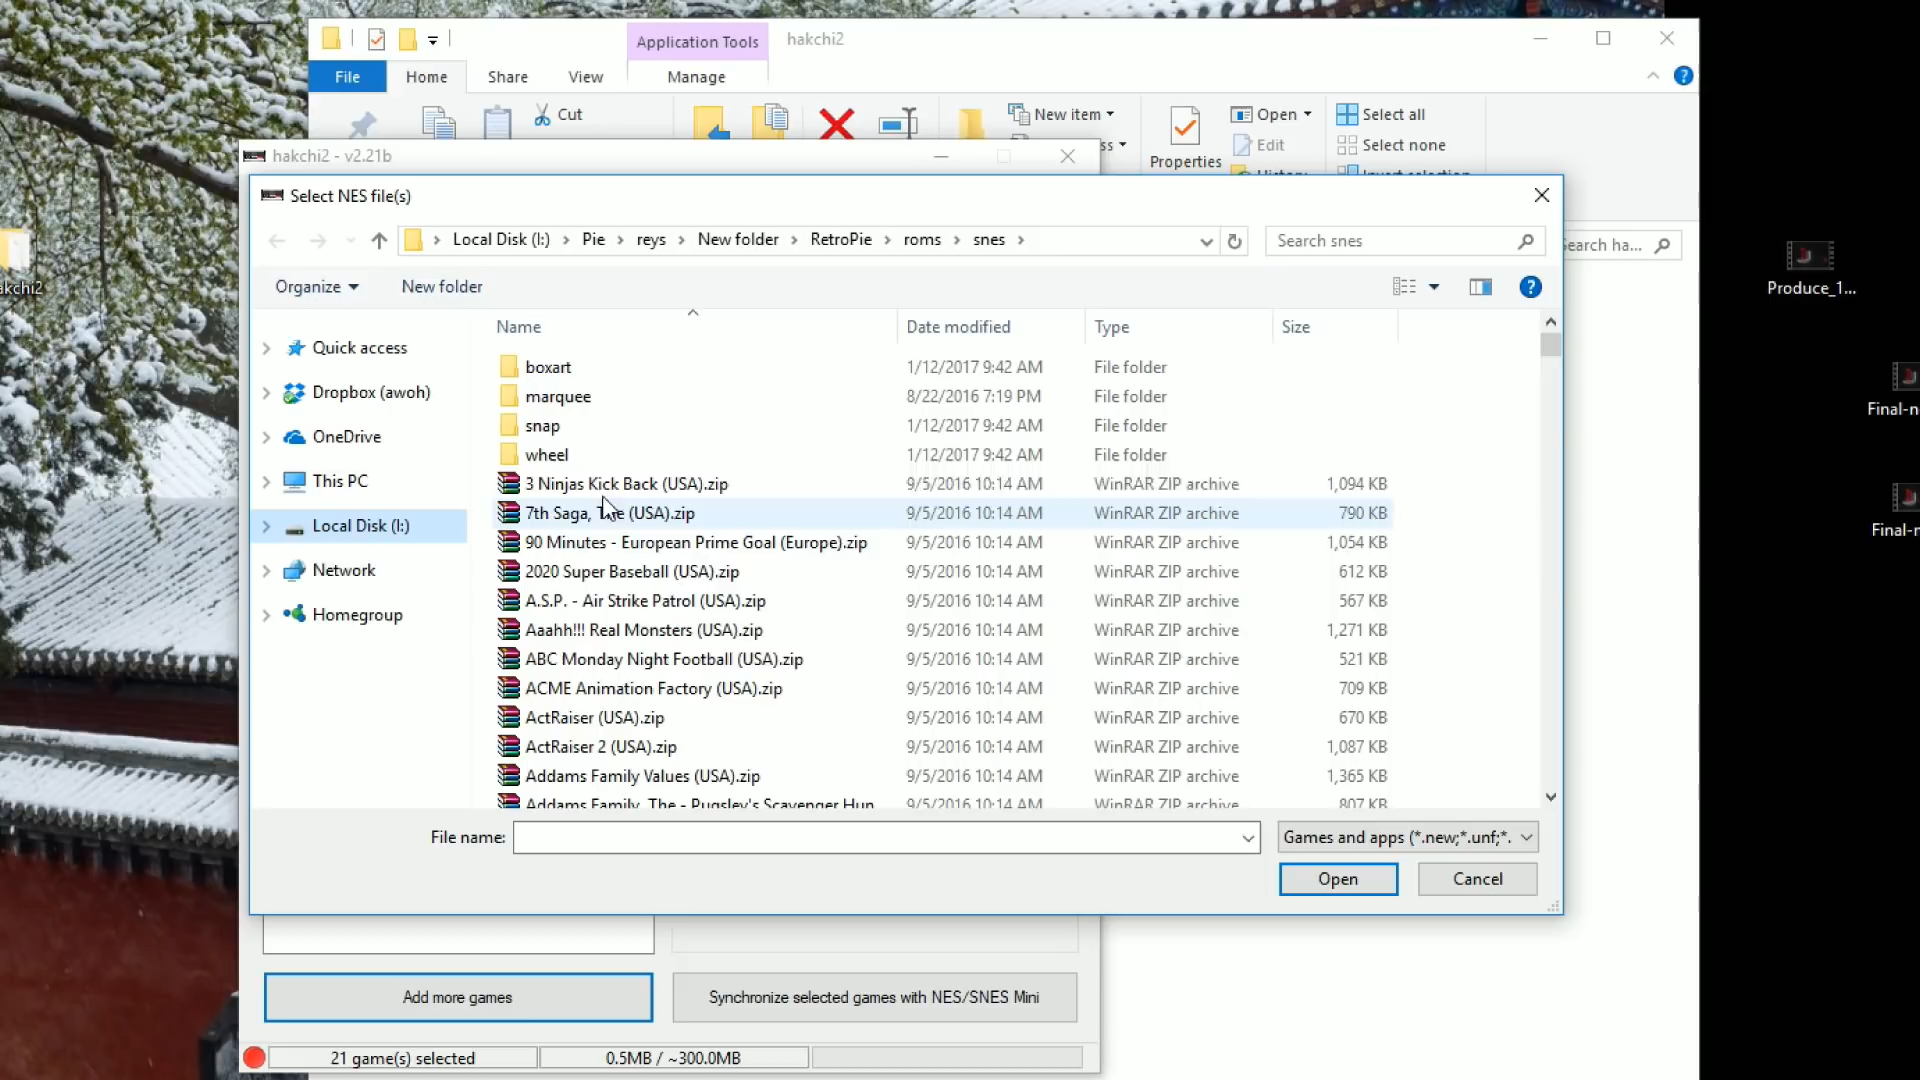 Application Tools
hakchi2
File
Home
Share
View
Manage
Cut
New item
Open
Select all
Edit
Select none
Properties
hakchi2 - v2.21b
Select NES file(s)
Local Disk (I:) > Pie > reys > New folder > RetroPie > roms > snes >
Search snes
earch ha...
Organize
New folder
Name
Date modified
Type
Size
Quick access
Dropbox (awoh)
OneDrive
This PC
Local Disk (I:)
Network
Homegroup
boxart 1/12/2017 9:42 AM File folder
marquee 8/22/2016 7:19 PM File folder
snap 1/12/2017 9:42 AM File folder
wheel 1/12/2017 9:42 AM File folder
3 Ninjas Kick Back (USA).zip 9/5/2016 10:14 AM WinRAR ZIP archive 1,094 KB
7th Saga, The (USA).zip 9/5/2016 10:14 AM WinRAR ZIP archive 790 KB
90 Minutes - European Prime Goal (Europe).zip 9/5/2016 10:14 AM WinRAR ZIP archive 1,054 KB
2020 Super Baseball (USA).zip 9/5/2016 10:14 AM WinRAR ZIP archive 612 KB
A.S.P. - Air Strike Patrol (USA).zip 9/5/2016 10:14 AM WinRAR ZIP archive 567 KB
Aaahh!!! Real Monsters (USA).zip 9/5/2016 10:14 AM WinRAR ZIP archive 1,271 KB
ABC Monday Night Football (USA).zip 9/5/2016 10:14 AM WinRAR ZIP archive 521 KB
ACME Animation Factory (USA).zip 9/5/2016 10:14 AM WinRAR ZIP archive 709 KB
ActRaiser (USA).zip 9/5/2016 10:14 AM WinRAR ZIP archive 670 KB
ActRaiser 2 (USA).zip 9/5/2016 10:14 AM WinRAR ZIP archive 1,087 KB
Addams Family Values (USA).zip 9/5/2016 10:14 AM WinRAR ZIP archive 1,365 KB
Addams Family, The - Pugsley's Scavenger Hun... 9/5/2016 10:14 AM WinRAR ZIP archive 807 KB
File name:
Games and apps (*.new;*.unf;*.
Open
Cancel
Add more games
Synchronize selected games with NES/SNES Mini
21 game(s) selected
0.5MB / ~300.0MB
akchi2
Produce_1...
Final-n
Final-n